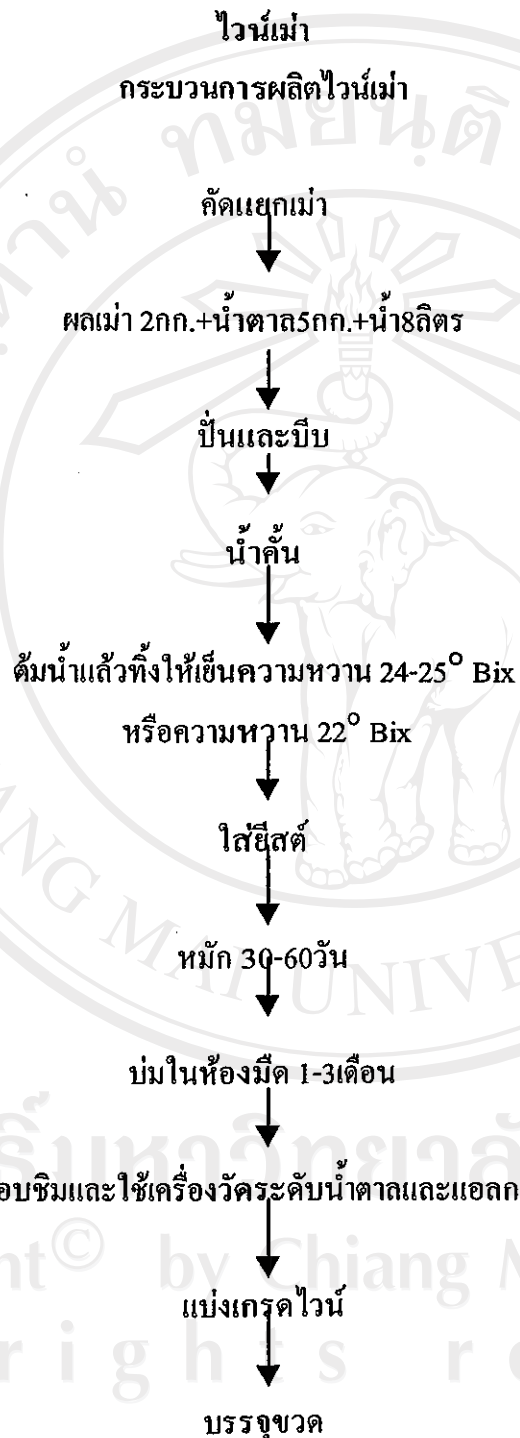 ไวน์เม่า
กระบวนการผลิตไวน์เม่า
คัดแยกเม่า
ผลเม่า 2กก.+น้ำตาล5กก.+น้ำ8ลิตร
ปั่นและบีบ
น้ำคั้น
ต้มน้ำแล้วทิ้งให้เย็นความหวาน 24-25° Bix
หรือความหวาน 22° Bix
ใส่ยีสต์
หมัก 30-60วัน
บ่มในห้องมืด 1-3เดือน
อบชิมและใช้เครื่องวัดระดับน้ำตาลและแอลก
แบ่งเกรดไวน์
บรรจุขวด